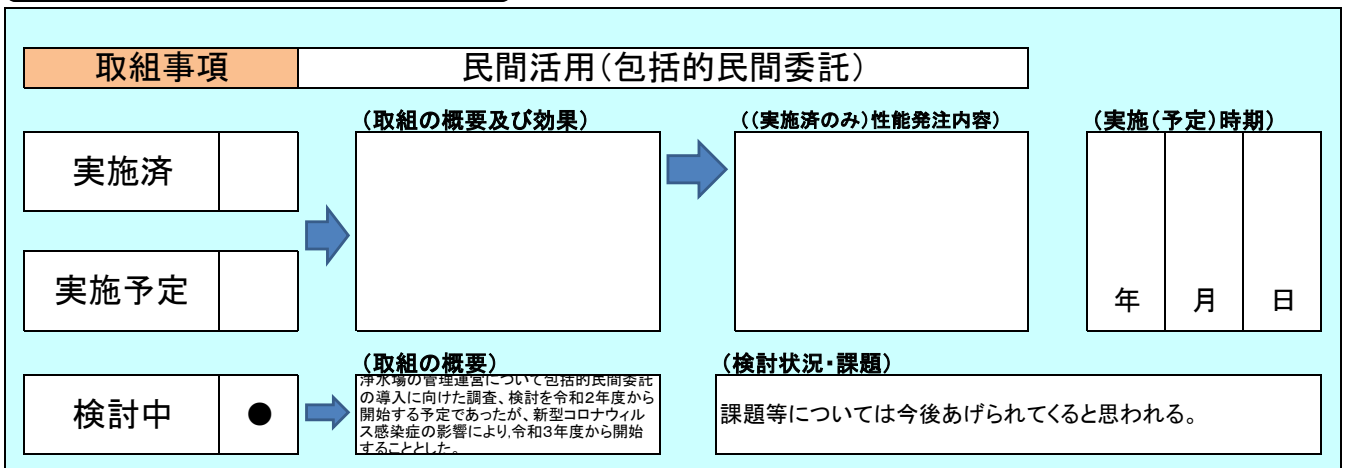 取組事項
民間活用(包括的民間委託)
(取組の概要及び効果)
((実施済のみ)性能発注内容)
(実施(予定)時期)
実施済
実施予定
年 月 日
(取組の概要)
(検討状況・課題)
検討中 ●
浄水場の管理運営について包括的民間委託
の導入に向けた調査、検討を令和2年度から
開始する予定であったが、新型コロナウィル
ス感染症の影響により,令和3年度から開始
することとした。
課題等については今後あげられてくると思われる。